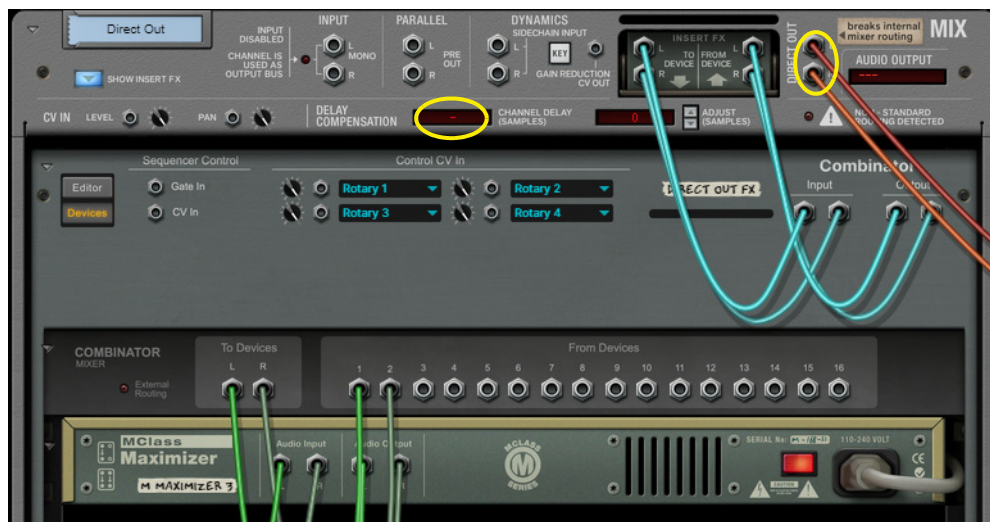 Direct Out
INPUT
DISABLED
CHANNEL IS
USED AS
OUTPUT BUS
SHOW INSERT FX
INPUT
L
MONO
R
PARALLEL
L
PRE
OUT
R
DYNAMICS
SIDECHAIN INPUT
L
KEY
R
GAIN REDUCTION
CV OUT
INSERT FX
L
TO
DEVICE
R
FROM
DEVICE
L
R
DIRECT OUT
breaks internal
mixer routing
MIX
AUDIO OUTPUT
---
CV IN
LEVEL
PAN
DELAY
COMPENSATION
-
CHANNEL DELAY
(SAMPLES)
0
ADJUST
(SAMPLES)
STANDARD
DETECTED
Sequencer Control
Control CV In
Combinator
Editor
Devices
Gate In
CV In
Rotary 1
Rotary 2
Rotary 3
Rotary 4
DIRECT OUT FX
Input
Output
COMBINATOR
MIXER
External
Routing
To Devices
L
R
From Devices
1 2 3 4 5 6 7 8 9 10 11 12 13 14 15 16
MClass
Maximizer
M MAXIMIZER 3
Audio Input
Audio Output
MCLASS
M
SERIES
SERIAL No:
110-240 VOLT
CAUTION
CE